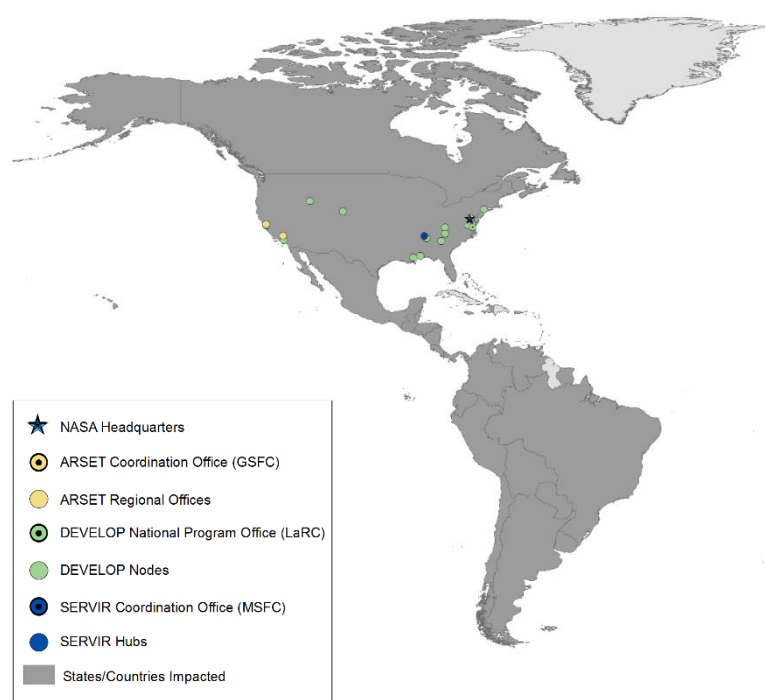 NASA Headquarters
ARSET Coordination Office (GSFC)
ARSET Regional Offices
DEVELOP National Program Office (LaRC)
DEVELOP Nodes
SERVIR Coordination Office (MSFC)
SERVIR Hubs
States/Countries Impacted